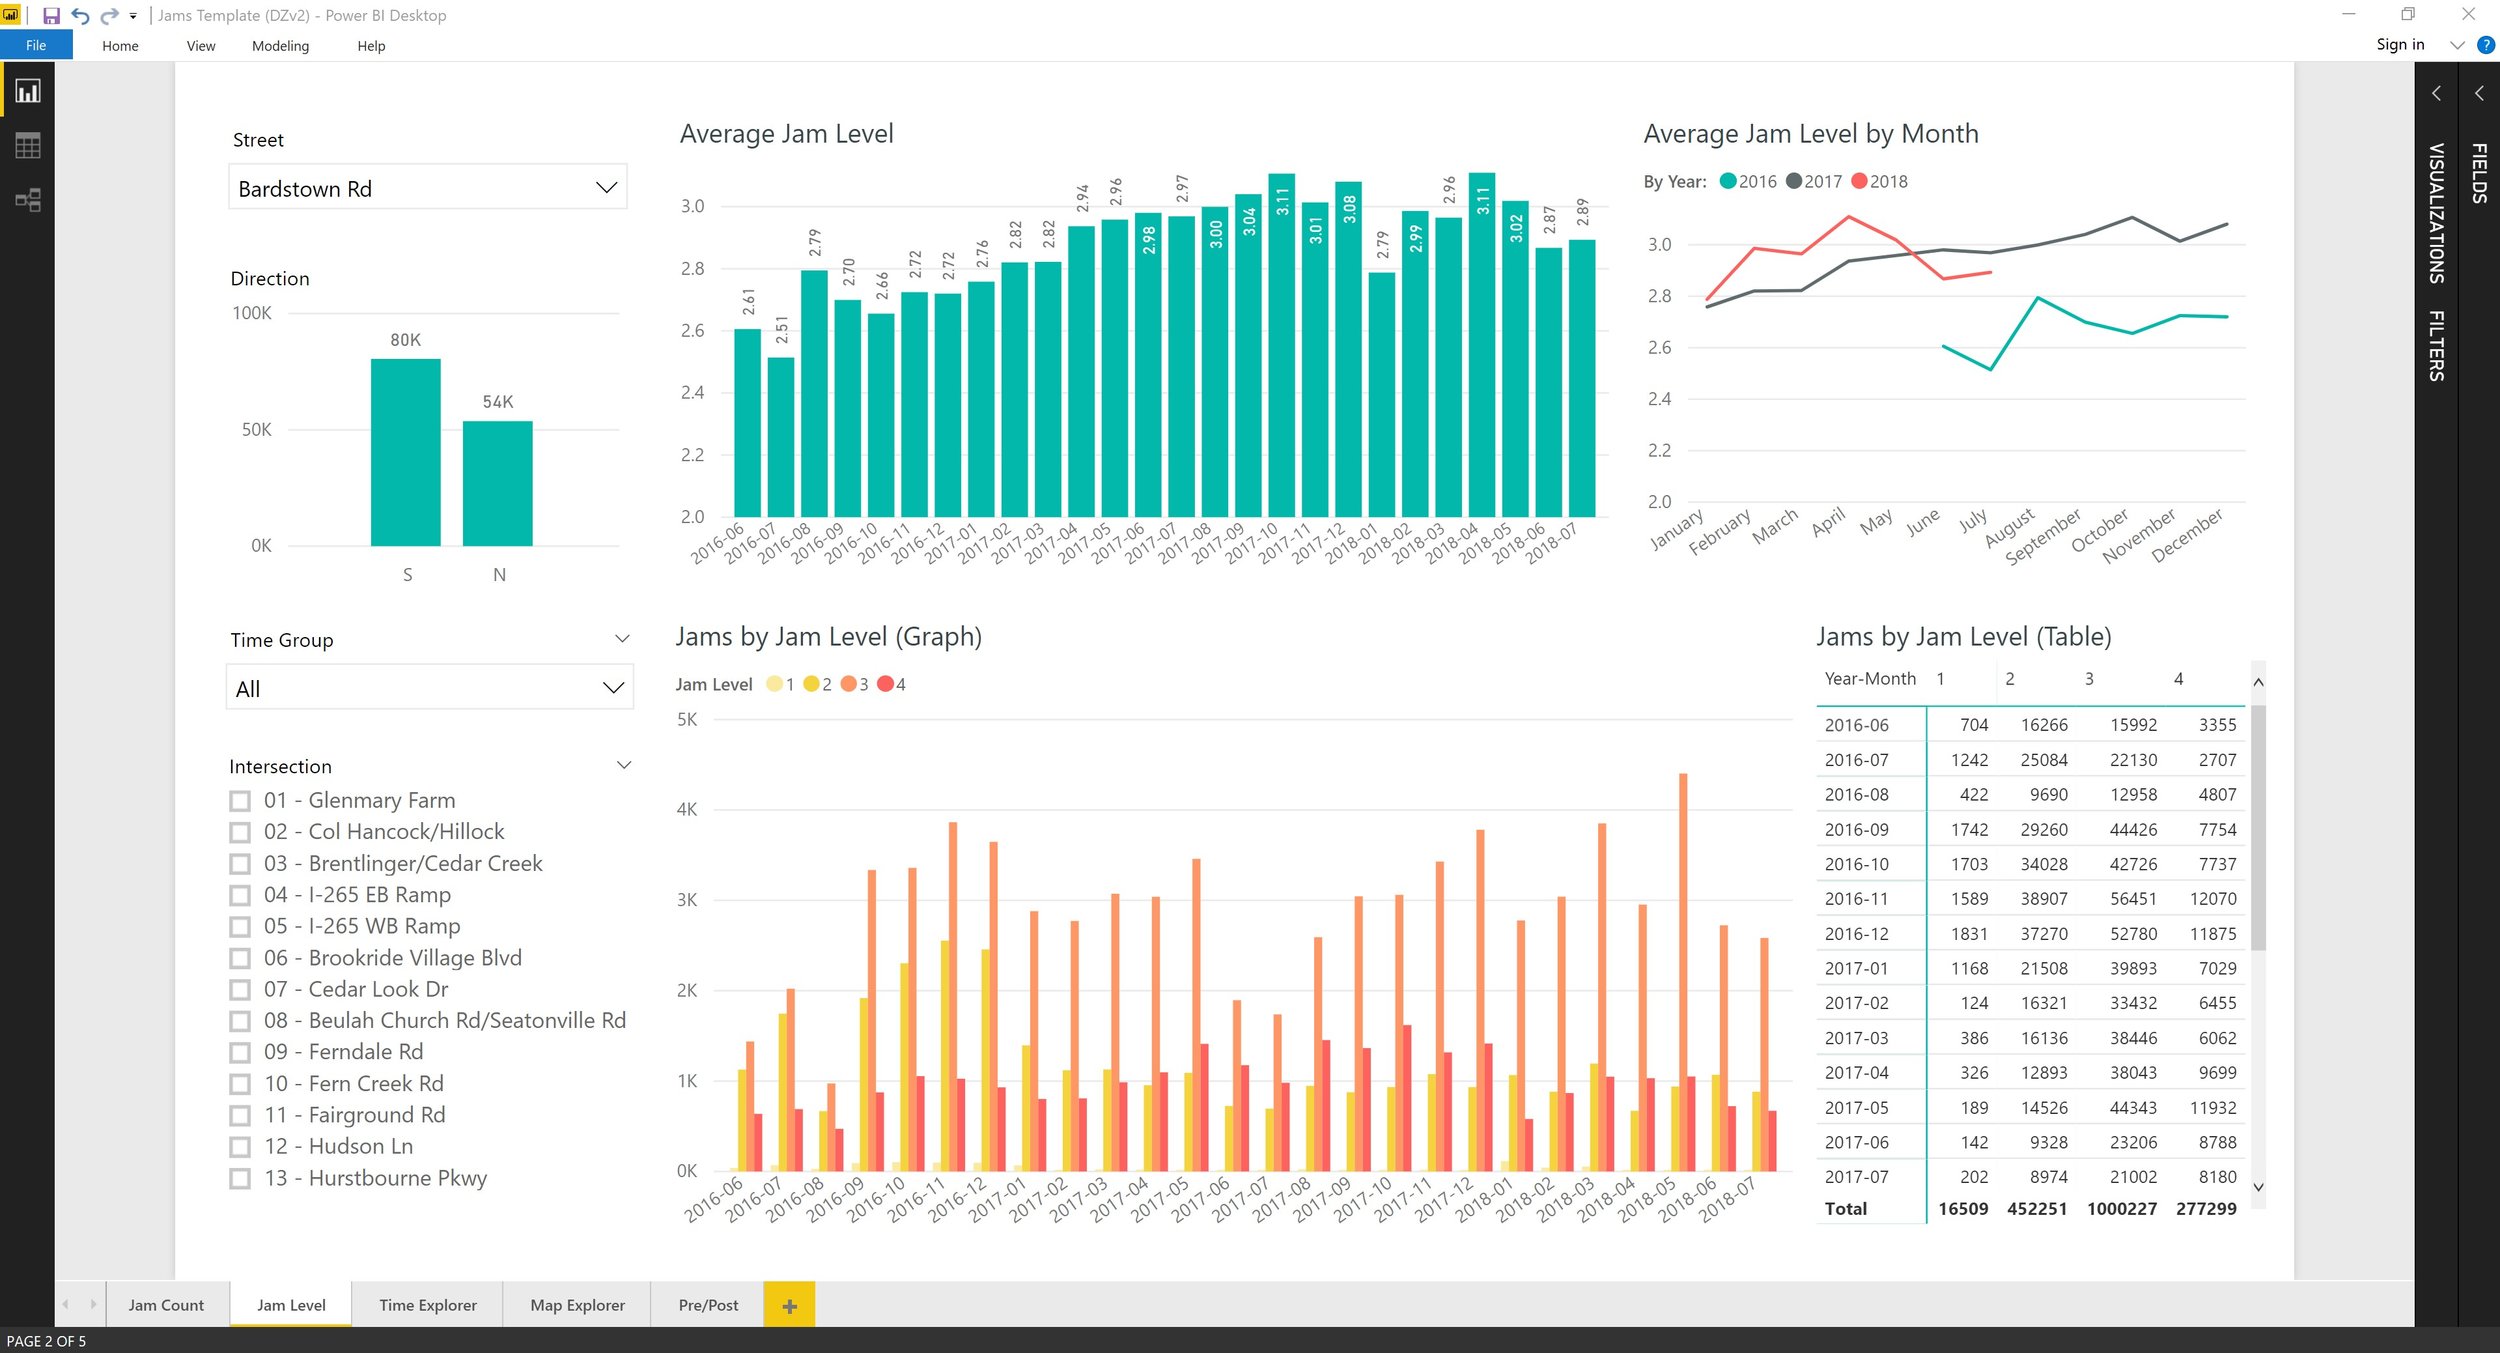 Jams Template (DZv2) - Power BI Desktop
File Home View Modeling Help Sign in ?
Street
Bardstown Rd
Direction
100K
50K
0K
80K
54K
S N
Time Group
All
Intersection
01 - Glenmary Farm
02 - Col Hancock/Hillock
03 - Brentlinger/Cedar Creek
04 - I-265 EB Ramp
05 - I-265 WB Ramp
06 - Brookride Village Blvd
07 - Cedar Look Dr
08 - Beulah Church Rd/Seatonville Rd
09 - Ferndale Rd
10 - Fern Creek Rd
11 - Fairground Rd
12 - Hudson Ln
13 - Hurstbourne Pkwy
Average Jam Level
3.0
2.8
2.6
2.4
2.2
2.0
2.61 2.51 2.79 2.70 2.66 2.72 2.72 2.76 2.82 2.82 2.94 2.96 2.98 2.97 3.00 3.04 3.11 3.01 3.08 2.79 2.99 2.96 3.11 3.02 2.87 2.89
2016-06 2016-07 2016-08 2016-09 2016-10 2016-11 2016-12 2017-01 2017-02 2017-03 2017-04 2017-05 2017-06 2017-07 2017-08 2017-09 2017-10 2017-11 2017-12 2018-01 2018-02 2018-03 2018-04 2018-05 2018-06 2018-07
Average Jam Level by Month
By Year: 2016 2017 2018
3.0
2.8
2.6
2.4
2.2
2.0
January February March April May June July August September October November December
Jams by Jam Level (Graph)
Jam Level 1 2 3 4
5K
4K
3K
2K
1K
0K
2016-06 2016-07 2016-08 2016-09 2016-10 2016-11 2016-12 2017-01 2017-02 2017-03 2017-04 2017-05 2017-06 2017-07 2017-08 2017-09 2017-10 2017-11 2017-12 2018-01 2018-02 2018-03 2018-04 2018-05 2018-06 2018-07
Jams by Jam Level (Table)
Year-Month 1 2 3 4
2016-06 704 16266 15992 3355
2016-07 1242 25084 22130 2707
2016-08 422 9690 12958 4807
2016-09 1742 29260 44426 7754
2016-10 1703 34028 42726 7737
2016-11 1589 38907 56451 12070
2016-12 1831 37270 52780 11875
2017-01 1168 21508 39893 7029
2017-02 124 16321 33432 6455
2017-03 386 16136 38446 6062
2017-04 326 12893 38043 9699
2017-05 189 14526 44343 11932
2017-06 142 9328 23206 8788
2017-07 202 8974 21002 8180
Total 16509 452251 1000227 277299
VISUALIZATIONS
FILTERS
FIELDS
Jam Count Jam Level Time Explorer Map Explorer Pre/Post +
PAGE 2 OF 5